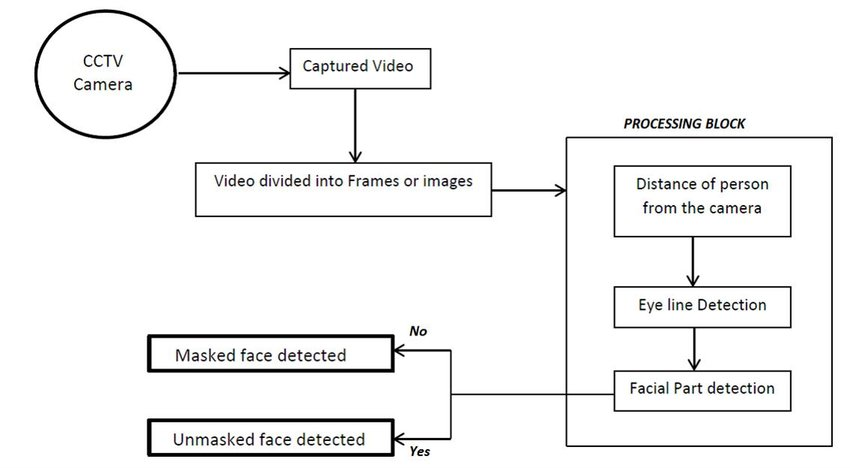 CCTV
Camera
Captured Video
PROCESSING BLOCK
Video divided into Frames or images
Distance of person
from the camera
Eye line Detection
No
Masked face detected
Facial Part detection
Unmasked face detected
Yes